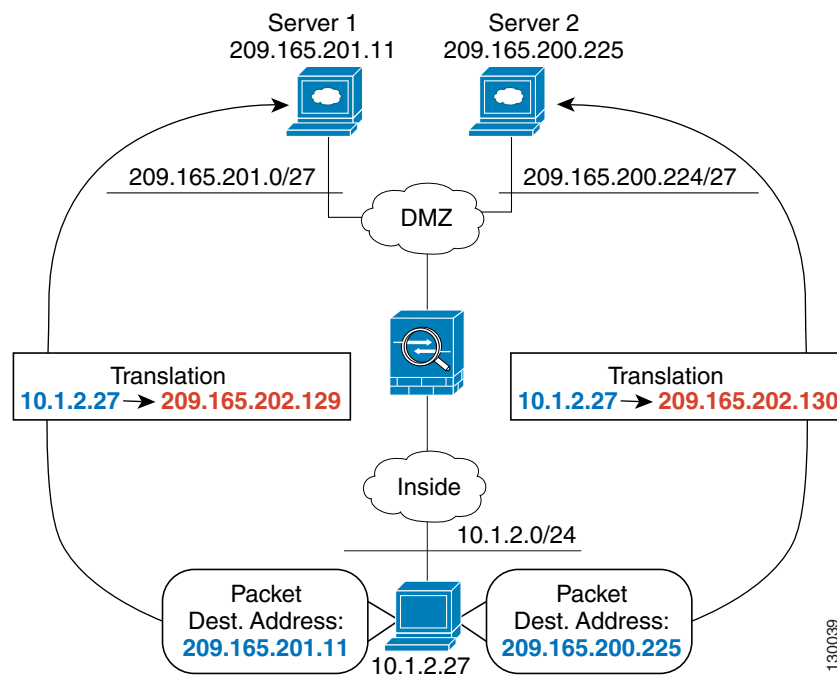 Server 1
209.165.201.11
Server 2
209.165.200.225
209.165.201.0/27
209.165.200.224/27
DMZ
Translation
10.1.2.27 209.165.202.129
Translation
10.1.2.27 209.165.202.130
Inside
10.1.2.0/24
Packet
Dest. Address:
209.165.201.11
Packet
Dest. Address:
209.165.200.225
10.1.2.27
130039